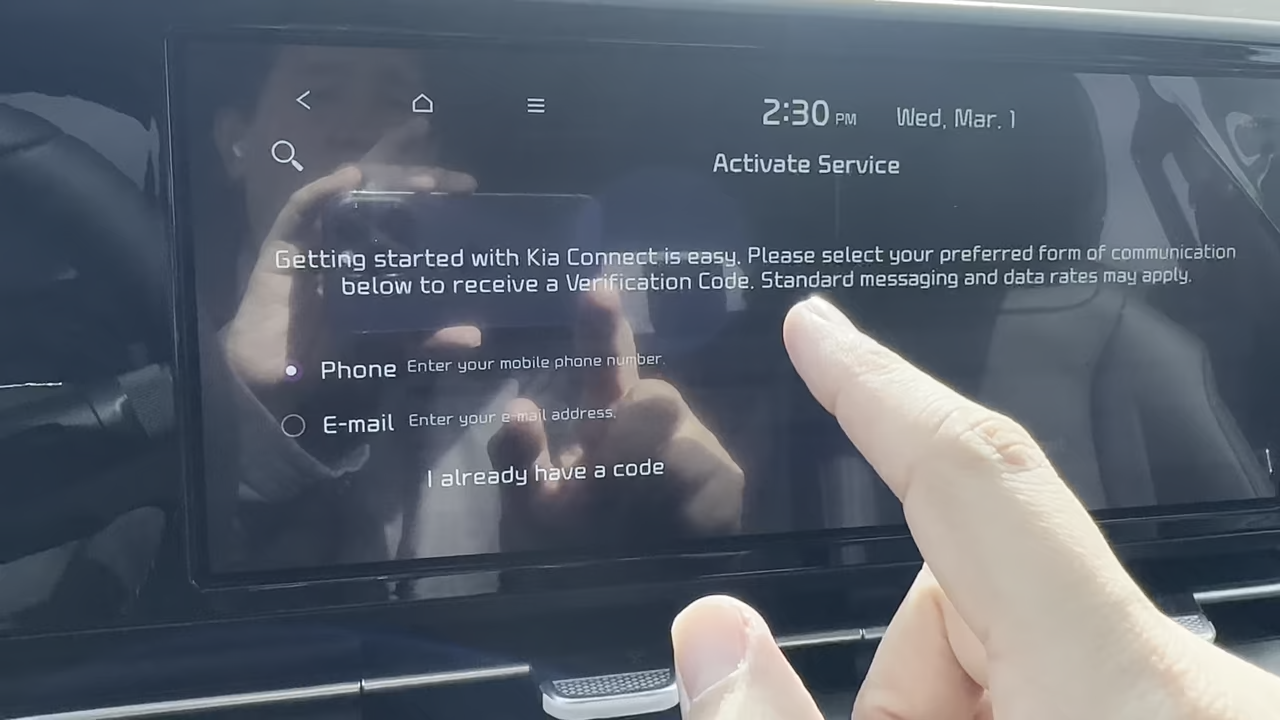 2:30 PM Wed, Mar. 1
Activate Service
Getting started with Kia Connect is easy. Please select your preferred form of communication
below to receive a Verification Code. Standard messaging and data rates may apply.
Phone Enter your mobile phone number.
E-mail Enter your e-mail address.
I already have a code